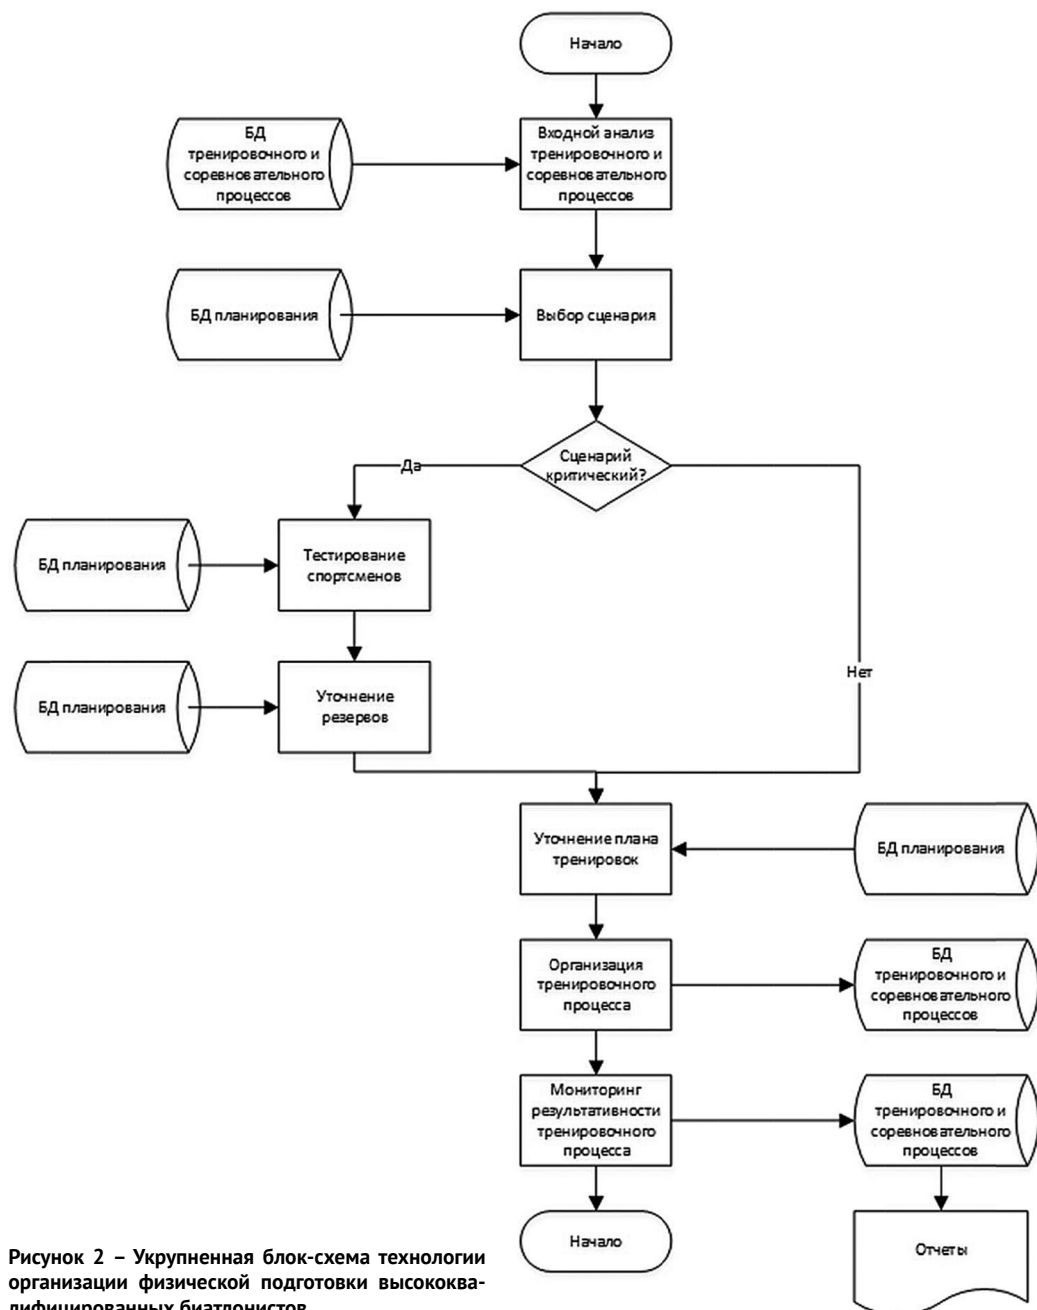 Начало
БД
тренировочного и
соревновательного
процессов
Входной анализ
тренировочного и
соревновательного
процессов
БД планирования
Выбор сценария
Сценарий
критический?
Да
Нет
БД планирования
Тестирование
спортсменов
БД планирования
Уточнение
резервов
Уточнение плана
тренировок
БД планирования
Организация
тренировочного
процесса
БД
тренировочного и
соревновательного
процессов
Мониторинг
результативности
тренировочного
процесса
БД
тренировочного и
соревновательного
процессов
Начало
Отчеты
Рисунок 2 – Укрупненная блок-схема технологии
организации физической подготовки высококва-
лифицированных биатлонистов